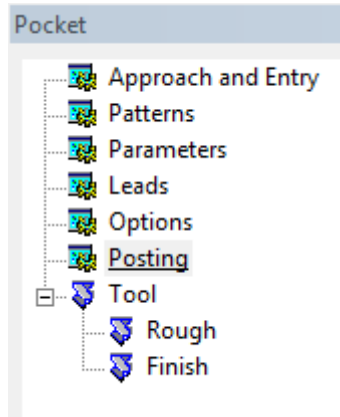 Pocket
Approach and Entry
Patterns
Parameters
Leads
Options
Posting
Tool
Rough
Finish